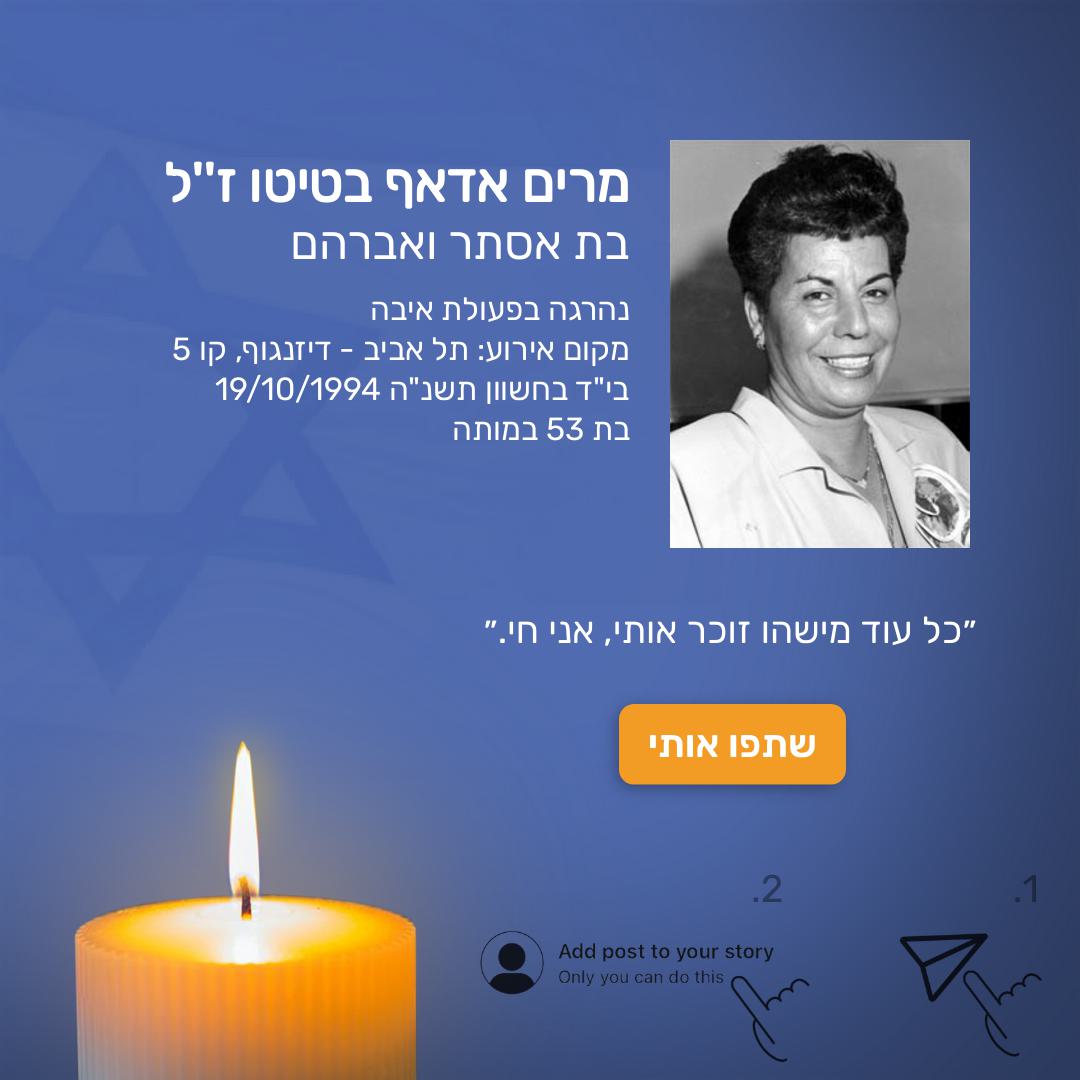 מרים אדאף בטיטו ז"ל
בת אסתר ואברהם
נהרגה בפעולת איבה
מקום אירוע: תל אביב - דיזנגוף, קו 5
בי"ד בחשוון תשנ"ה 19/10/1994
בת 53 במותה
"כל עוד מישהו זוכר אותי, אני חי."
שתפו אותי
1.
2.
Add post to your story
Only you can do this